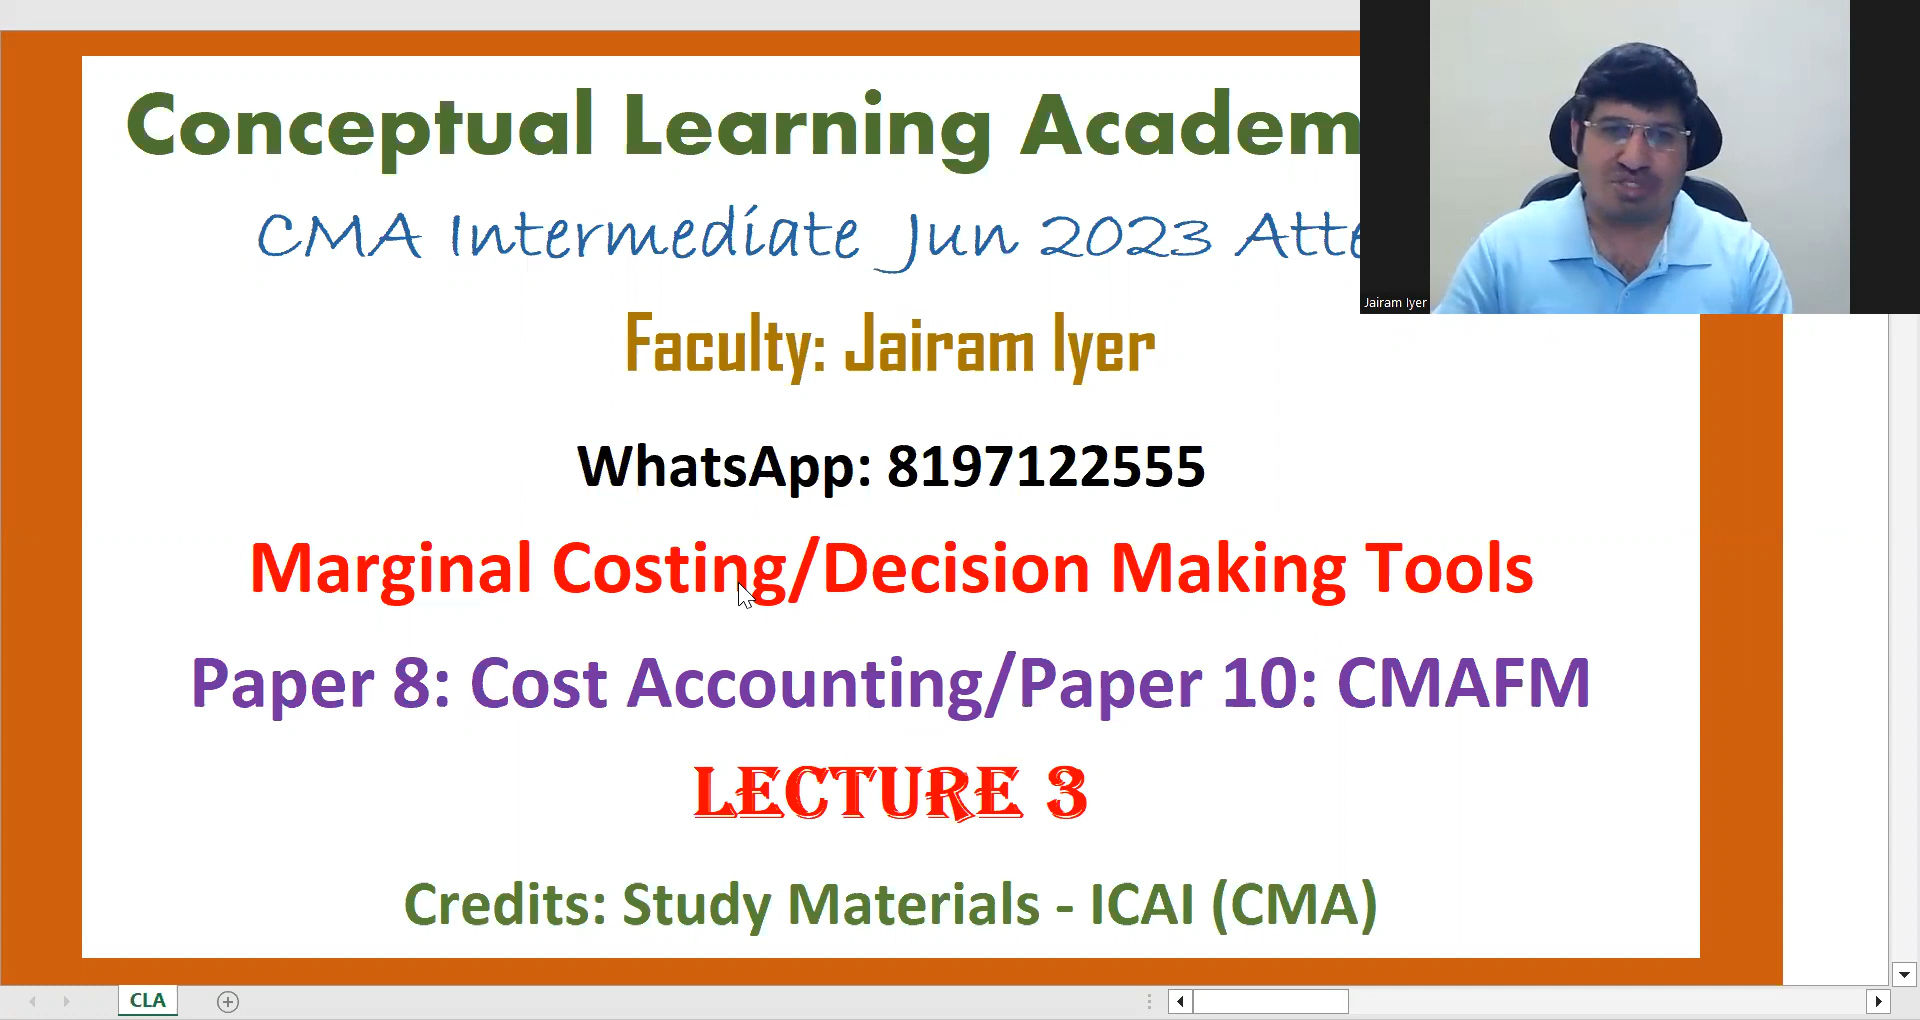 Conceptual Learning Academ
CMA Intermediate Jun 2023 Atte
Jairam Iyer
Faculty: Jairam Iyer
WhatsApp: 8197122555
Marginal Costing/Decision Making Tools
Paper 8: Cost Accounting/Paper 10: CMAFM
LECTURE 3
Credits: Study Materials - ICAI (CMA)
CLA